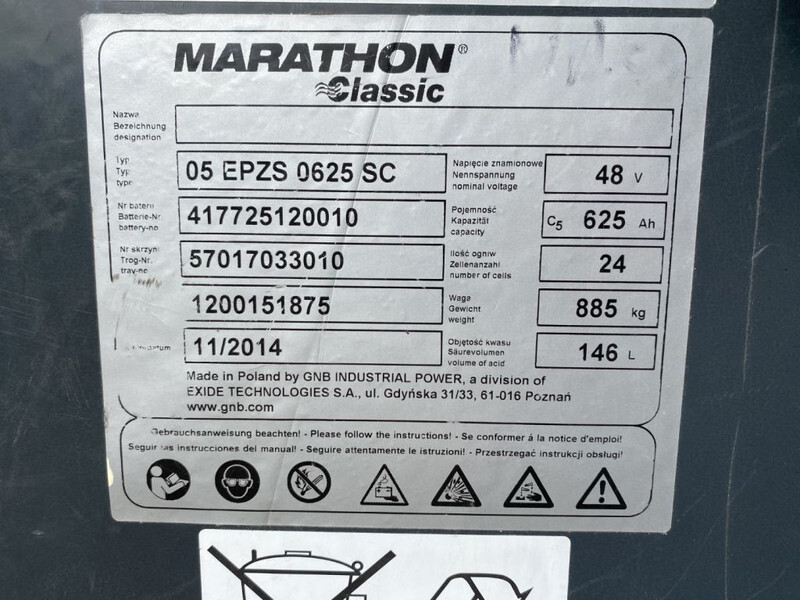 MARATHON®
Classic
Nazwa
Bezeichnung
designation
Typ
Typ
type
05 EPZS 0625 SC
Napięcie znamionowe
Nennspannung
nominal voltage
48 V
Nr baterii
Batterie-Nr.
battery-no
417725120010
Pojemność
Kapazität
capacity
C5 625 Ah
Nr skrzyni
Trog-Nr.
tray-no
57017033010
Ilość ogniw
Zellenanzahl
number of cells
24
1200151875
Waga
Gewicht
weight
885 kg
11/2014
Objętość kwasu
Säurevolumen
volume of acid
146 L
Made in Poland by GNB INDUSTRIAL POWER, a division of
EXIDE TECHNOLOGIES S.A., ul. Gdyńska 31/33, 61-016 Poznań
www.gnb.com
Gebrauchsanweisung beachten! - Please follow the instructions! - Se conformer à la notice d'emploi!
Seguir las instrucciones del manual! - Seguire attentamente le istruzioni! - Przestrzegać instrukcji obsługi!